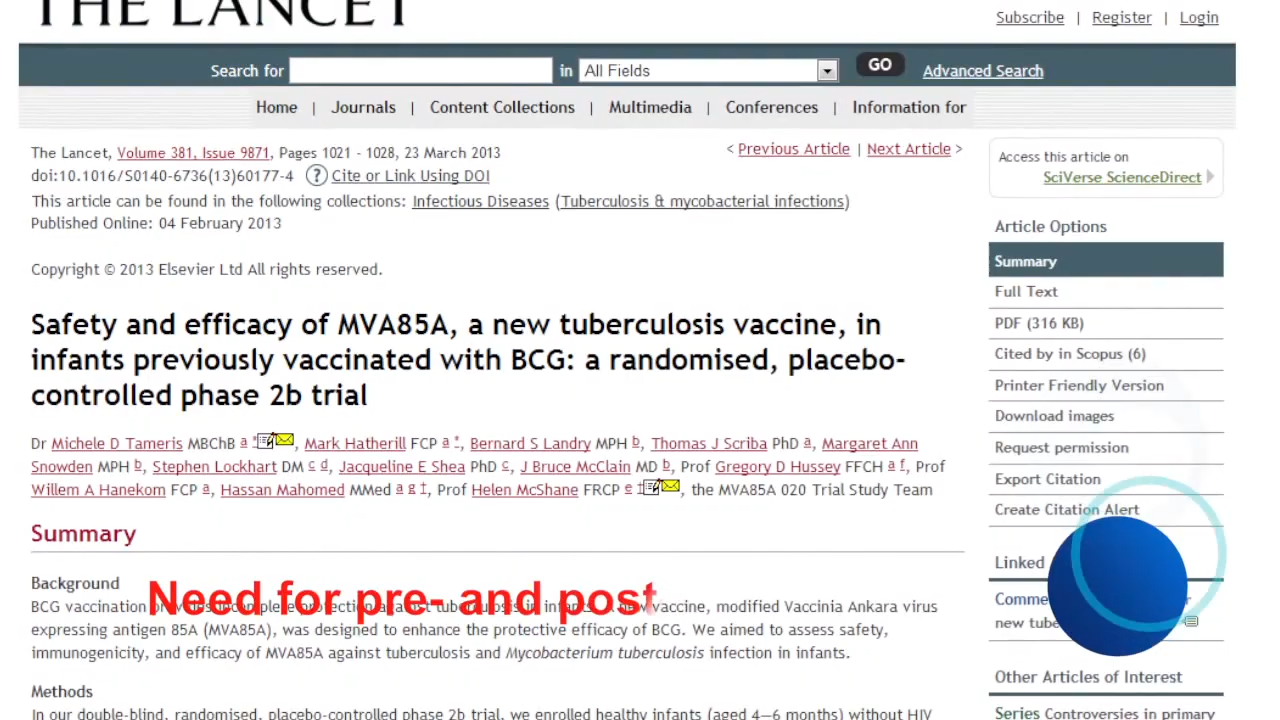 THE LANCET
Subscribe | Register | Login
Search for in All Fields GO Advanced Search
Home | Journals | Content Collections | Multimedia | Conferences | Information for
The Lancet, Volume 381, Issue 9871, Pages 1021 - 1028, 23 March 2013
< Previous Article | Next Article >
doi:10.1016/S0140-6736(13)60177-4 ? Cite or Link Using DOI
This article can be found in the following collections: Infectious Diseases (Tuberculosis & mycobacterial infections)
Published Online: 04 February 2013
Copyright © 2013 Elsevier Ltd All rights reserved.
Safety and efficacy of MVA85A, a new tuberculosis vaccine, in
infants previously vaccinated with BCG: a randomised, placebo-
controlled phase 2b trial
Dr Michele D Tameris MBChB a *, Mark Hatherill FCP a *, Bernard S Landry MPH b, Thomas J Scriba PhD a, Margaret Ann
Snowden MPH b, Stephen Lockhart DM c d, Jacqueline E Shea PhD c, J Bruce McClain MD b, Prof Gregory D Hussey FFCH a f, Prof
Willem A Hanekom FCP a, Hassan Mahomed MMed a g †, Prof Helen McShane FRCP e †, the MVA85A 020 Trial Study Team
Summary
Background
Need for pre- and post
BCG vaccination provides incomplete protection against tuberculosis in infants. A new vaccine, modified Vaccinia Ankara virus
expressing antigen 85A (MVA85A), was designed to enhance the protective efficacy of BCG. We aimed to assess safety,
immunogenicity, and efficacy of MVA85A against tuberculosis and Mycobacterium tuberculosis infection in infants.
Methods
In our double-blind, randomised, placebo-controlled phase 2b trial, we enrolled healthy infants (aged 4—6 months) without HIV
Access this article on
SciVerse ScienceDirect
Article Options
Summary
Full Text
PDF (316 KB)
Cited by in Scopus (6)
Printer Friendly Version
Download images
Request permission
Export Citation
Create Citation Alert
Linked
Comme
new tube
Other Articles of Interest
Series Controversies in primary